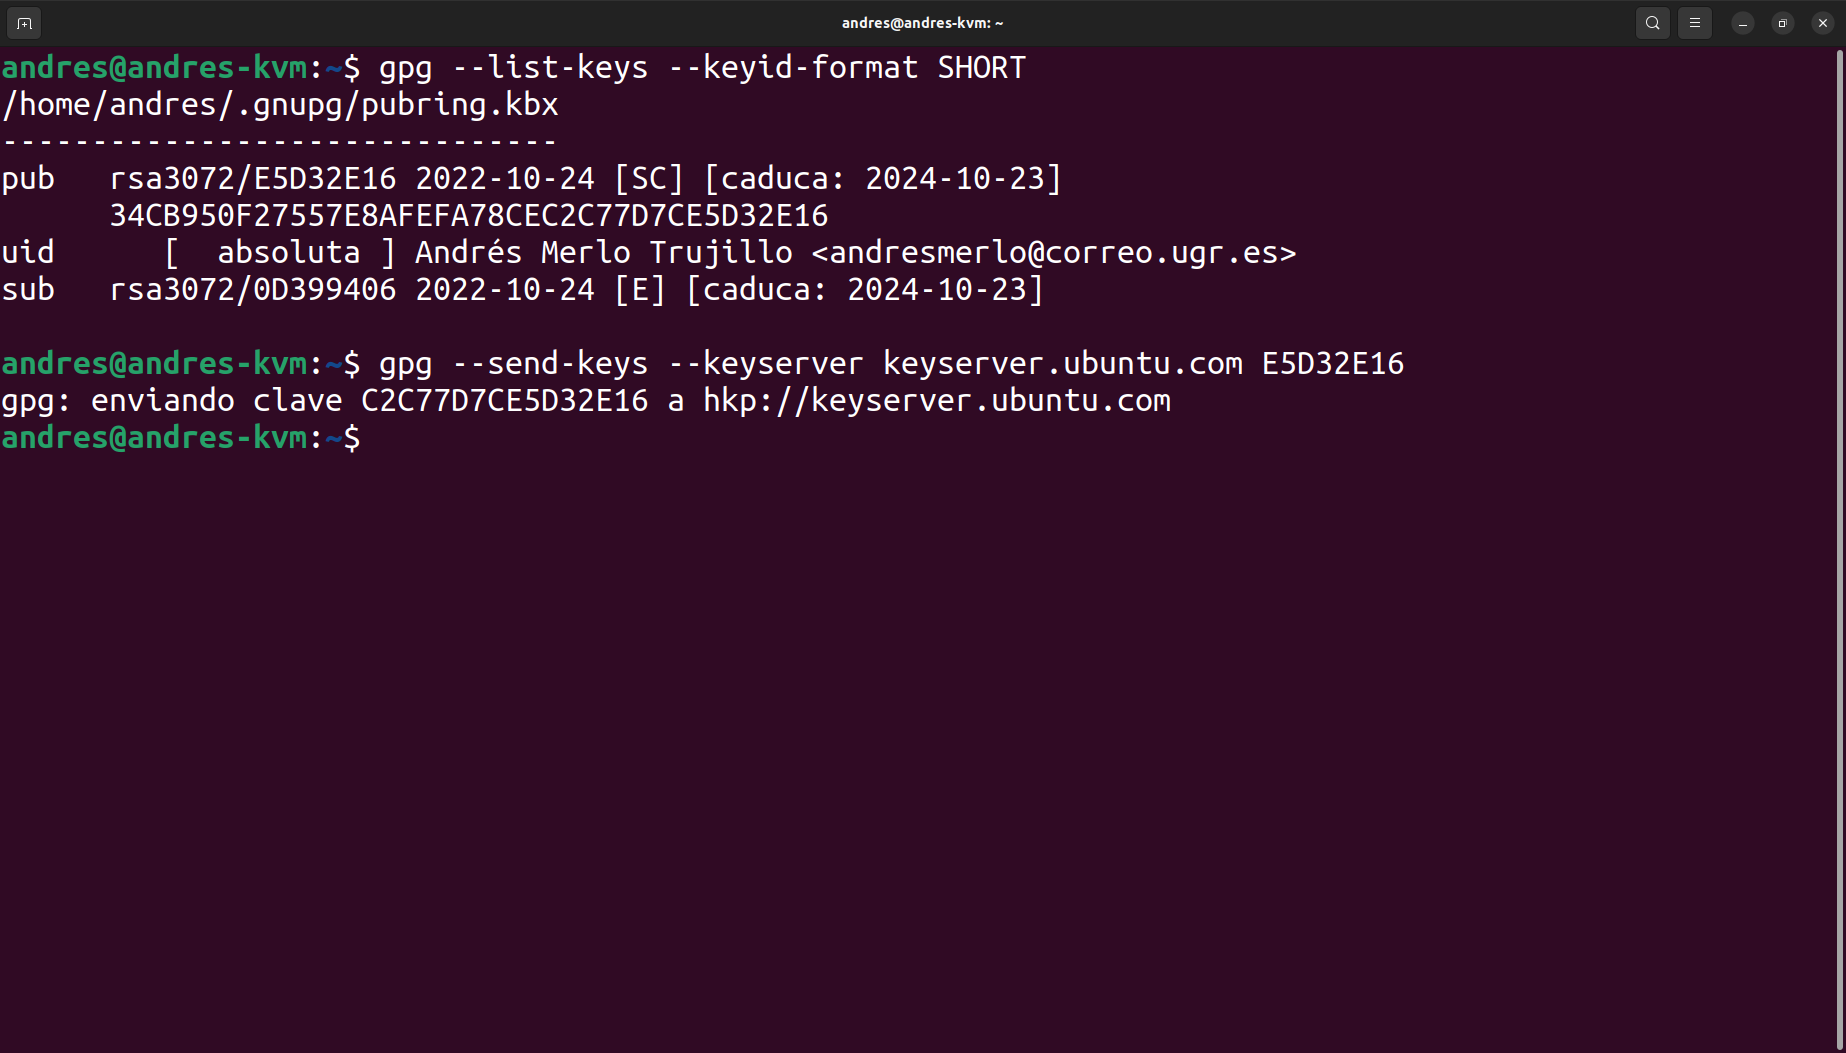 andres@andres-kvm: ~
andres@andres-kvm:~$ gpg --list-keys --keyid-format SHORT
/home/andres/.gnupg/pubring.kbx
-------------------------------
pub   rsa3072/E5D32E16 2022-10-24 [SC] [caduca: 2024-10-23]
      34CB950F27557E8AFEFA78CEC2C77D7CE5D32E16
uid         [  absoluta ] Andrés Merlo Trujillo <andresmerlo@correo.ugr.es>
sub   rsa3072/0D399406 2022-10-24 [E] [caduca: 2024-10-23]
andres@andres-kvm:~$ gpg --send-keys --keyserver keyserver.ubuntu.com E5D32E16
gpg: enviando clave C2C77D7CE5D32E16 a hkp://keyserver.ubuntu.com
andres@andres-kvm:~$